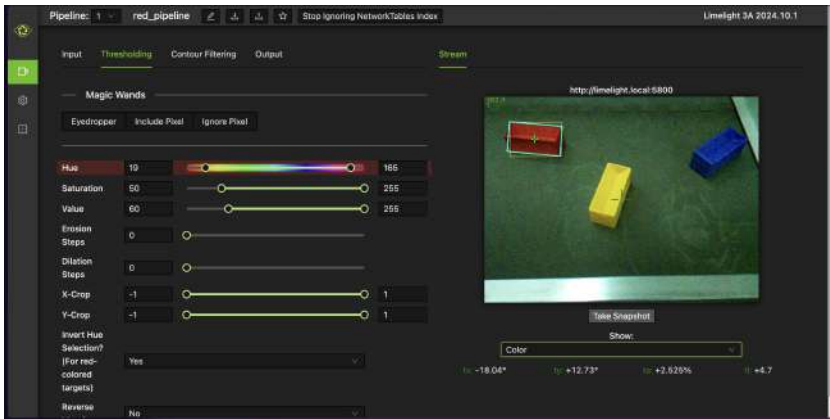 Pipeline: 1 red_pipeline Stop Ignoring NetworkTables Index Limelight 3A 2024.10.1
Input Thresholding Contour Filtering Output Stream
http://limelight.local:5800
Magic Wands
Eyedropper Include Pixel Ignore Pixel
Hue 19 165
Saturation 50 255
Value 60 255
Erosion Steps 0
Dilation Steps 0
X-Crop -1 1
Y-Crop -1 1
Take Snapshot
Show:
Color
Invert Hue Selection? (For red-colored targets) Yes
tx: -18.04° ty: +12.73° ta: +2.525% tl: +4.7
Reverse No